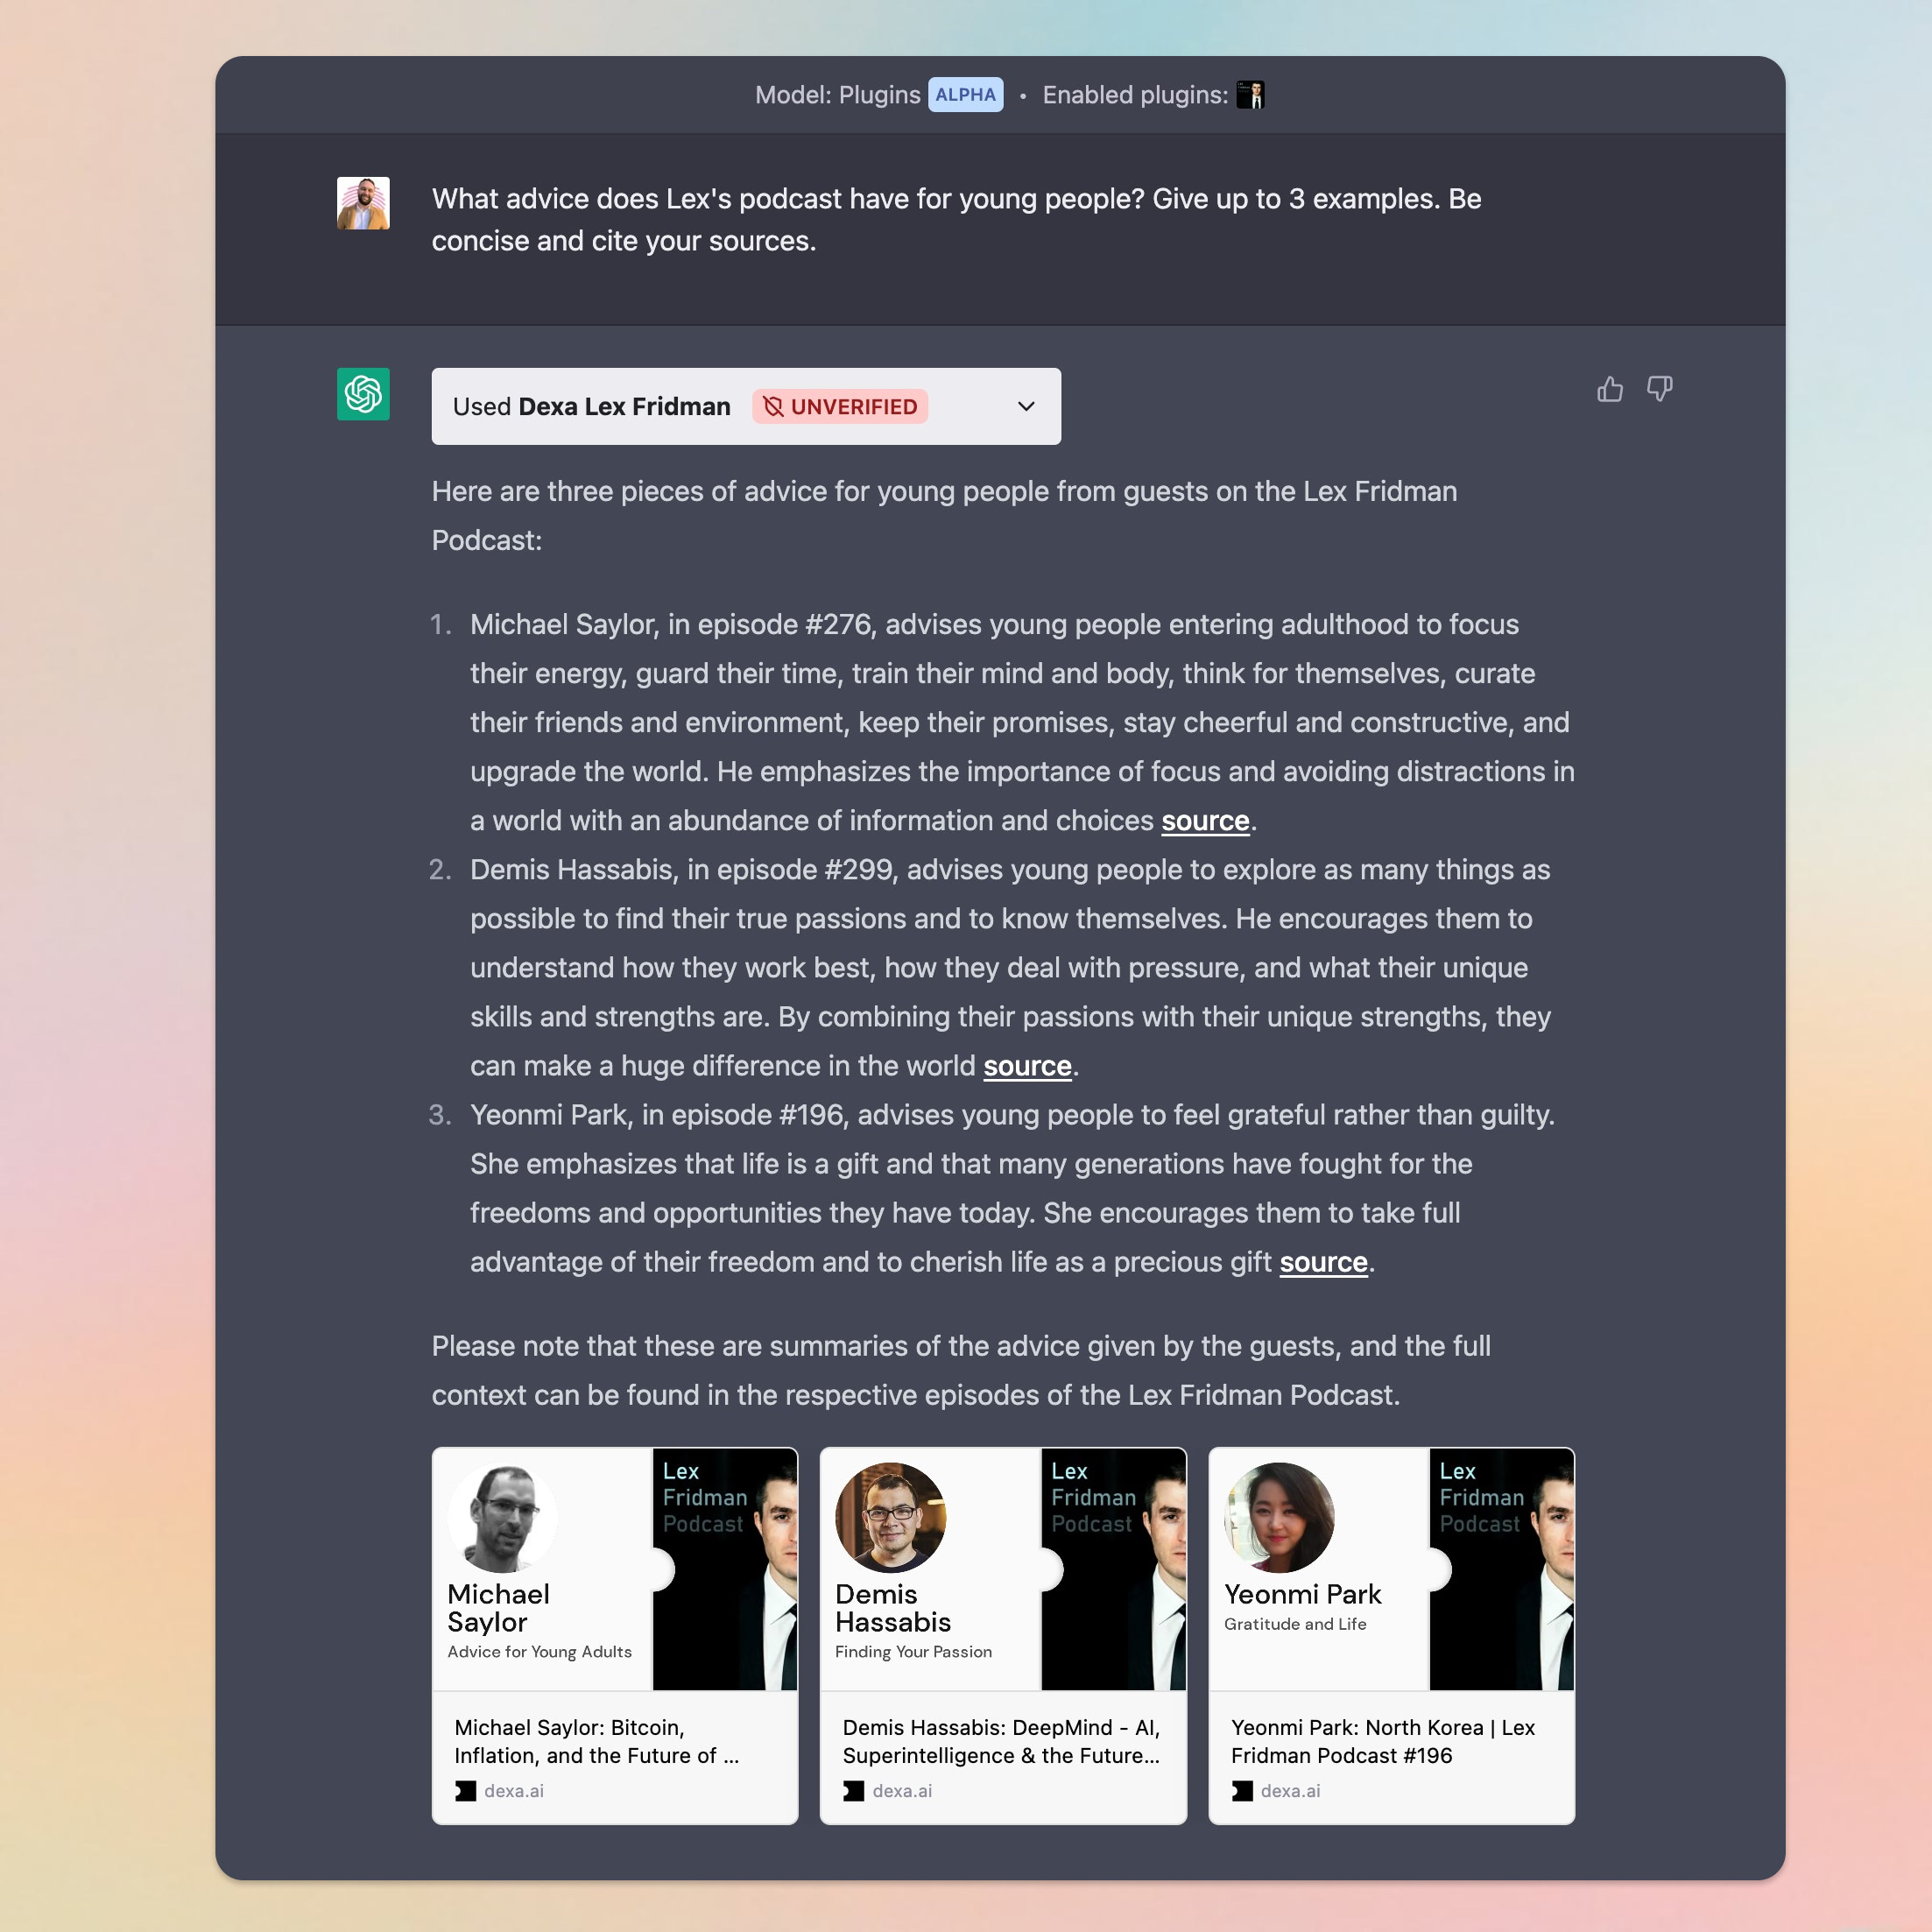 Model: Plugins ALPHA • Enabled plugins:
What advice does Lex's podcast have for young people? Give up to 3 examples. Be
concise and cite your sources.
Used Dexa Lex Fridman UNVERIFIED
Here are three pieces of advice for young people from guests on the Lex Fridman
Podcast:
1. Michael Saylor, in episode #276, advises young people entering adulthood to focus
their energy, guard their time, train their mind and body, think for themselves, curate
their friends and environment, keep their promises, stay cheerful and constructive, and
upgrade the world. He emphasizes the importance of focus and avoiding distractions in
a world with an abundance of information and choices source.
2. Demis Hassabis, in episode #299, advises young people to explore as many things as
possible to find their true passions and to know themselves. He encourages them to
understand how they work best, how they deal with pressure, and what their unique
skills and strengths are. By combining their passions with their unique strengths, they
can make a huge difference in the world source.
3. Yeonmi Park, in episode #196, advises young people to feel grateful rather than guilty.
She emphasizes that life is a gift and that many generations have fought for the
freedoms and opportunities they have today. She encourages them to take full
advantage of their freedom and to cherish life as a precious gift source.
Please note that these are summaries of the advice given by the guests, and the full
context can be found in the respective episodes of the Lex Fridman Podcast.
Michael
Saylor
Advice for Young Adults
Lex
Fridman
Podcast
Michael Saylor: Bitcoin,
Inflation, and the Future of ...
dexa.ai
Demis
Hassabis
Finding Your Passion
Lex
Fridman
Podcast
Demis Hassabis: DeepMind - AI,
Superintelligence & the Future...
dexa.ai
Yeonmi Park
Gratitude and Life
Lex
Fridman
Podcast
Yeonmi Park: North Korea | Lex
Fridman Podcast #196
dexa.ai